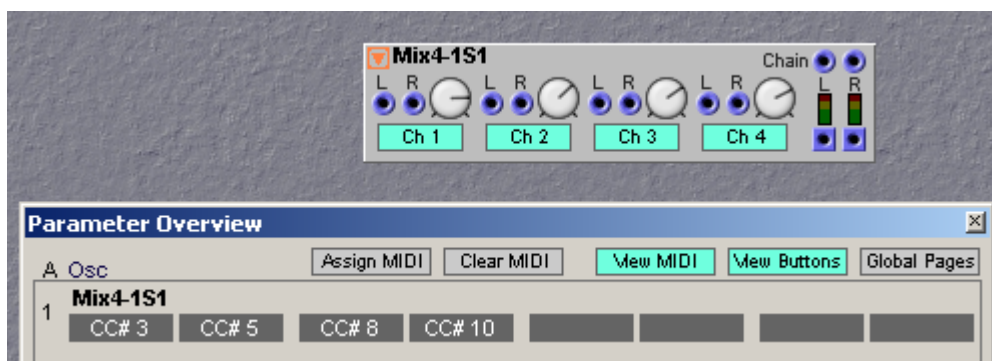 Mix4-1S1 Chain
L R L R L R L R L R
Ch 1 Ch 2 Ch 3 Ch 4
Parameter Overview
A Osc Assign MIDI Clear MIDI View MIDI View Buttons Global Pages
Mix4-1S1
1
CC# 3 CC# 5 CC# 8 CC# 10